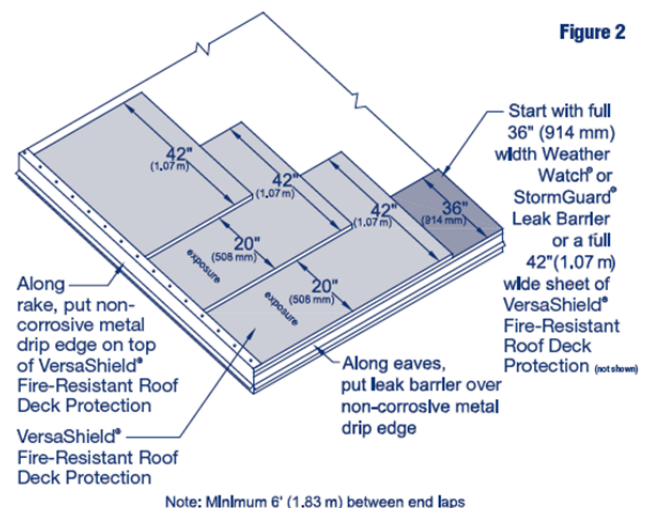 Figure 2
Start with full
36" (914 mm)
width Weather
Watch® or
StormGuard®
Leak Barrier
or a full
42"(1.07 m)
wide sheet of
VersaShield®
Fire-Resistant
Roof Deck
Protection (not shown)
42"
(1.07 m)
42"
(1.07 m)
42"
(1.07 m)
36"
(914 mm)
20"
(508 mm)
exposure
20"
(508 mm)
exposure
Along
rake, put non-
corrosive metal
drip edge on top
of VersaShield®
Fire-Resistant Roof
Deck Protection
VersaShield®
Fire-Resistant Roof
Deck Protection
Along eaves,
put leak barrier over
non-corrosive metal
drip edge
Note: Minimum 6' (1.83 m) between end laps